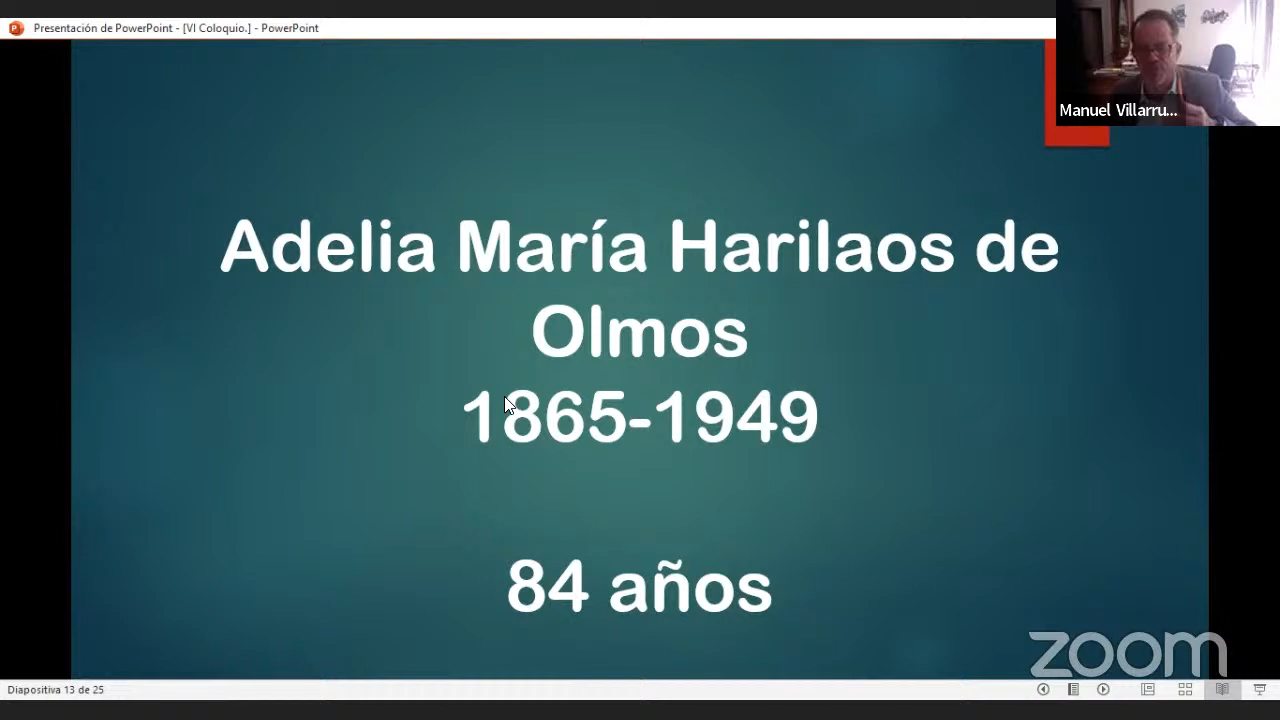 Presentación de PowerPoint - [VI Coloquio.] - PowerPoint
Manuel Villarru...
Adelia María Harilaos de
Olmos
1865-1949
84 años
zoom
Diapositiva 13 de 25